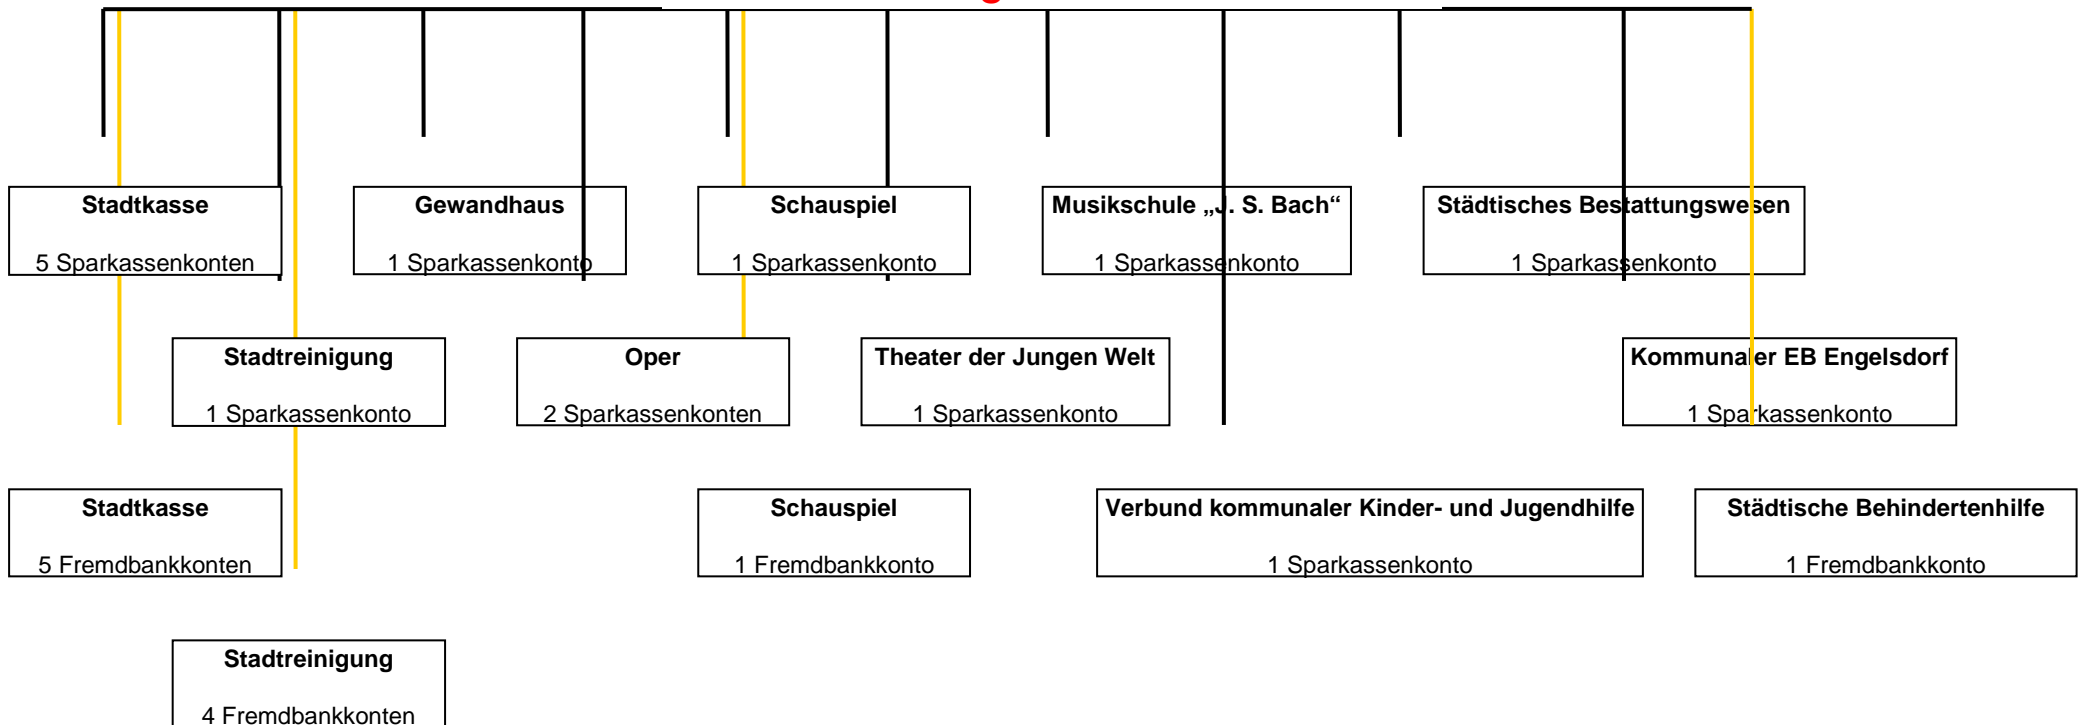 Stadtkasse
5 Sparkassenkonten
Gewandhaus
1 Sparkassenkonto
Schauspiel
1 Sparkassenkonto
Musikschule „J. S. Bach“
1 Sparkassenkonto
Städtisches Bestattungswesen
1 Sparkassenkonto
Stadtreinigung
1 Sparkassenkonto
Oper
2 Sparkassenkonten
Theater der Jungen Welt
1 Sparkassenkonto
Kommunaler EB Engelsdorf
1 Sparkassenkonto
Stadtkasse
5 Fremdbankkonten
Schauspiel
1 Fremdbankkonto
Verbund kommunaler Kinder- und Jugendhilfe
1 Sparkassenkonto
Städtische Behindertenhilfe
1 Fremdbankkonto
Stadtreinigung
4 Fremdbankkonten